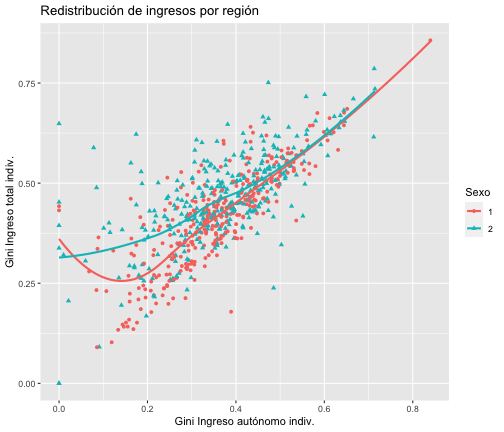 Redistribución de ingresos por región
Gini Ingreso total indiv.
0.75
0.50
0.25
0.00
0.0
0.2
0.4
0.6
0.8
Gini Ingreso autónomo indiv.
Sexo
1
2